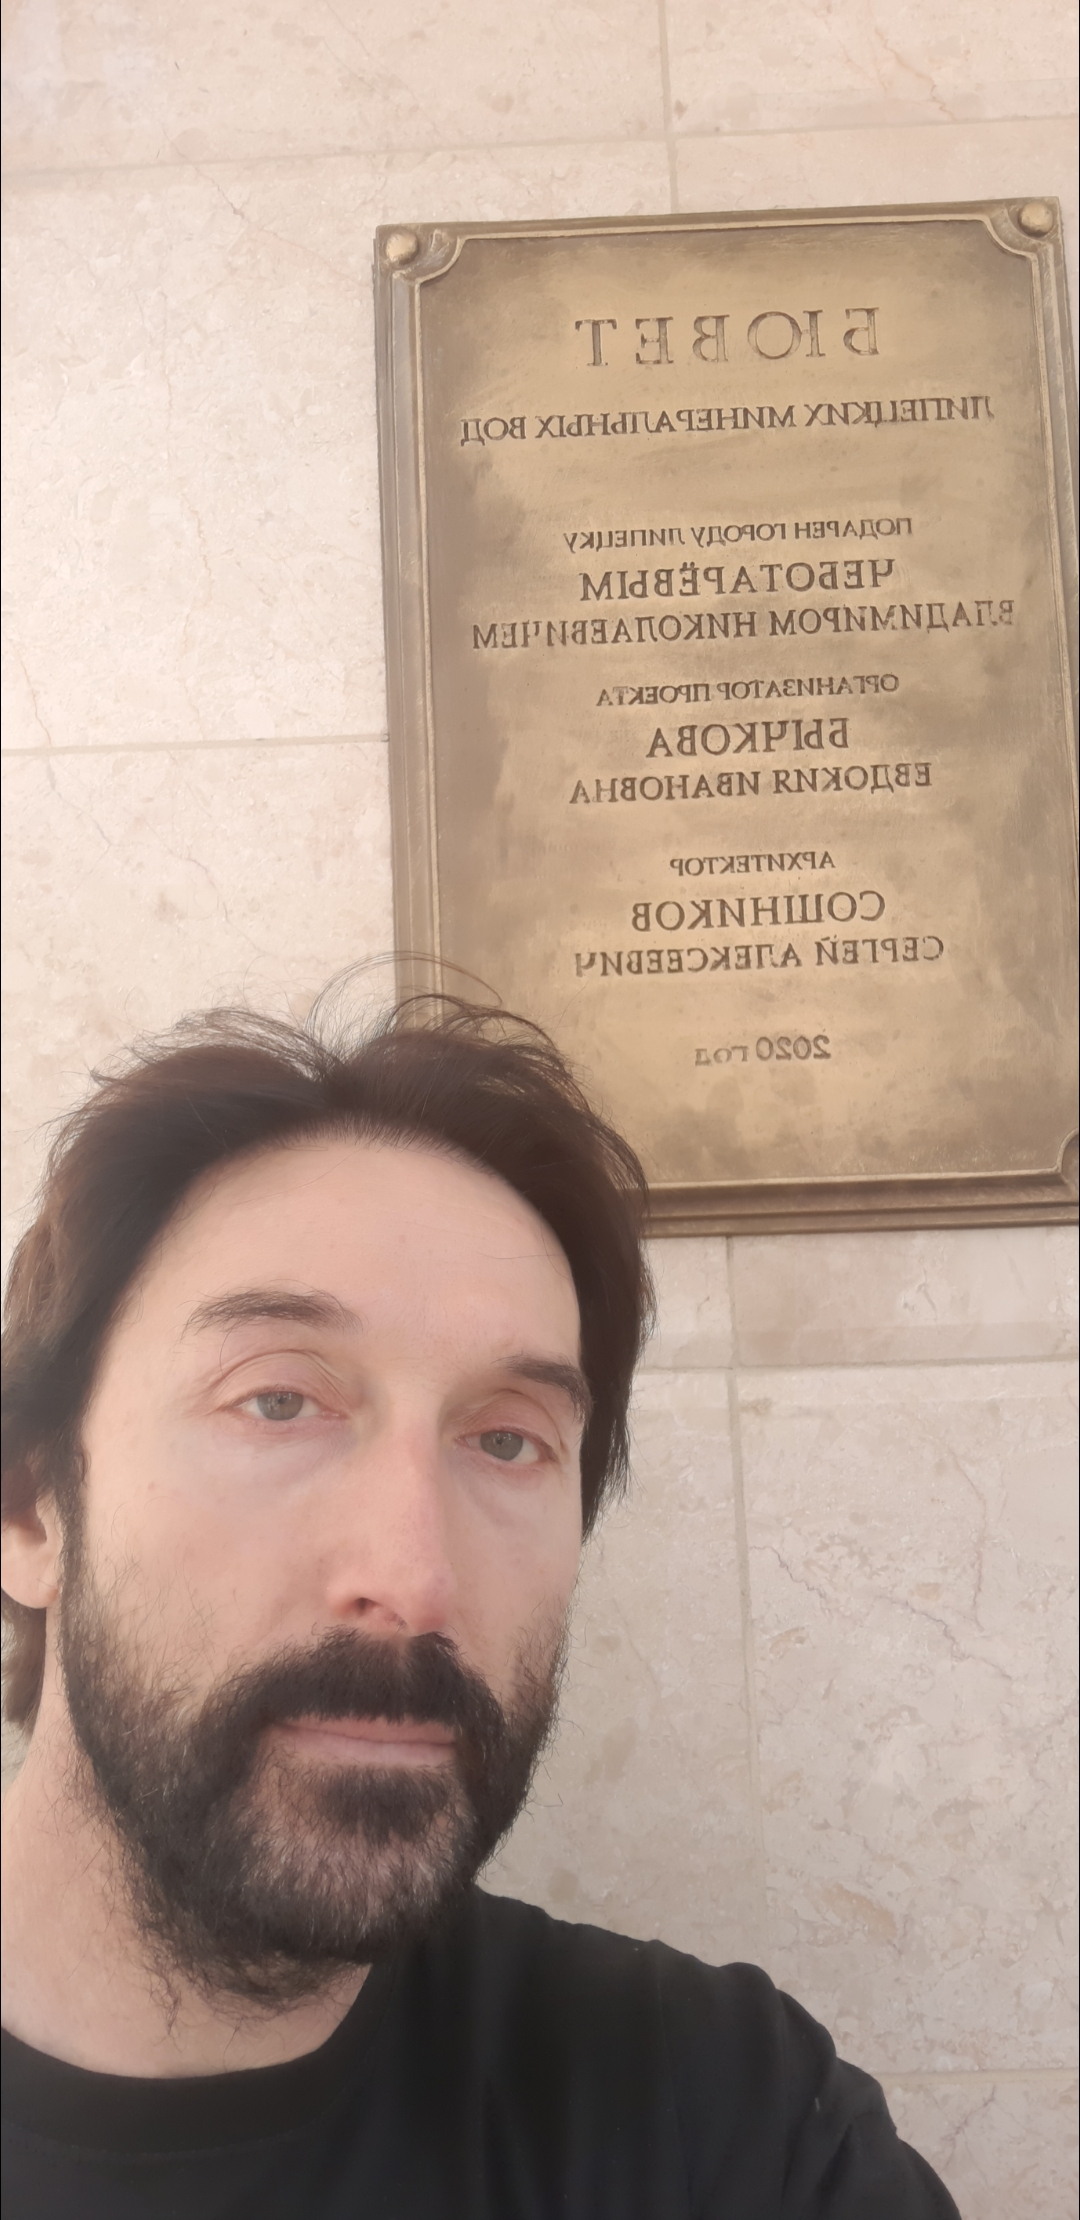 БЮВЕТ
ЛИПЕЦКИХ МИНЕРАЛЬНЫХ ВОД
ПОДАРЕН ГОРОДУ ЛИПЕЦКУ
ЧЕБОТАРЁВЫМ
ВЛАДИМИРОМ НИКОЛАЕВИЧЕМ
ОРГАНИЗАТОР ПРОЕКТА
БЫЧКОВА
ЕВДОКИЯ ИВАНОВНА
АРХИТЕКТОР
СОШНИКОВ
СЕРГЕЙ АЛЕКСЕЕВИЧ
2020 год